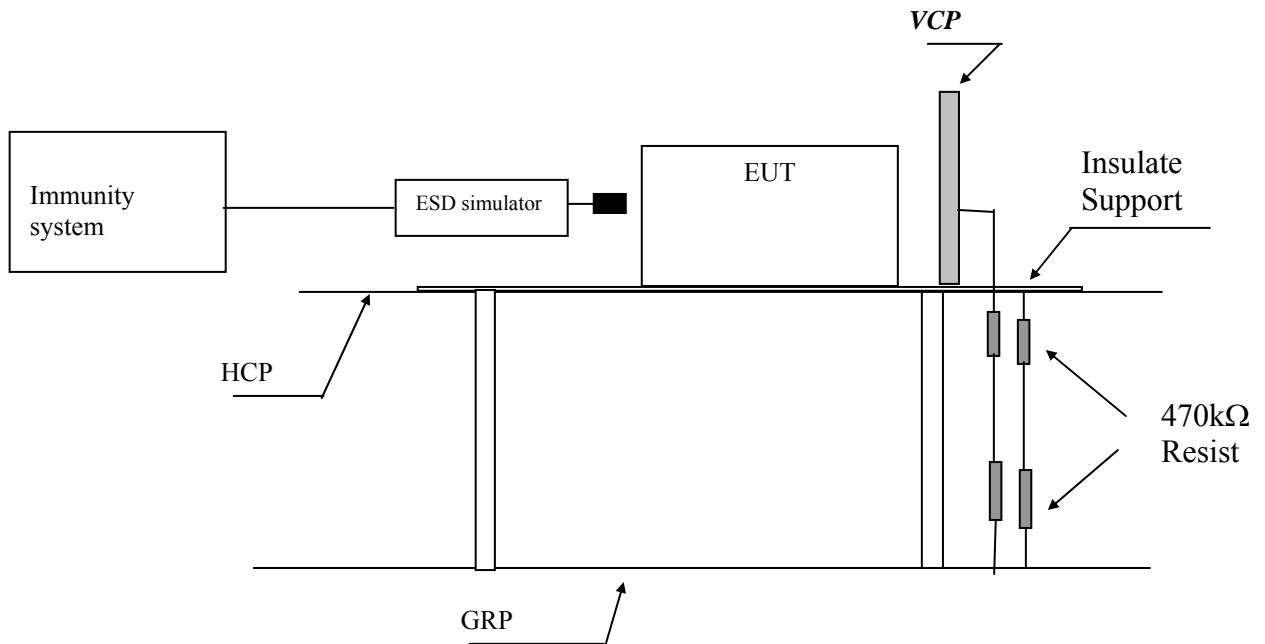 VCP
Immunity
system
ESD simulator
EUT
Insulate
Support
HCP
470kΩ
Resist
GRP